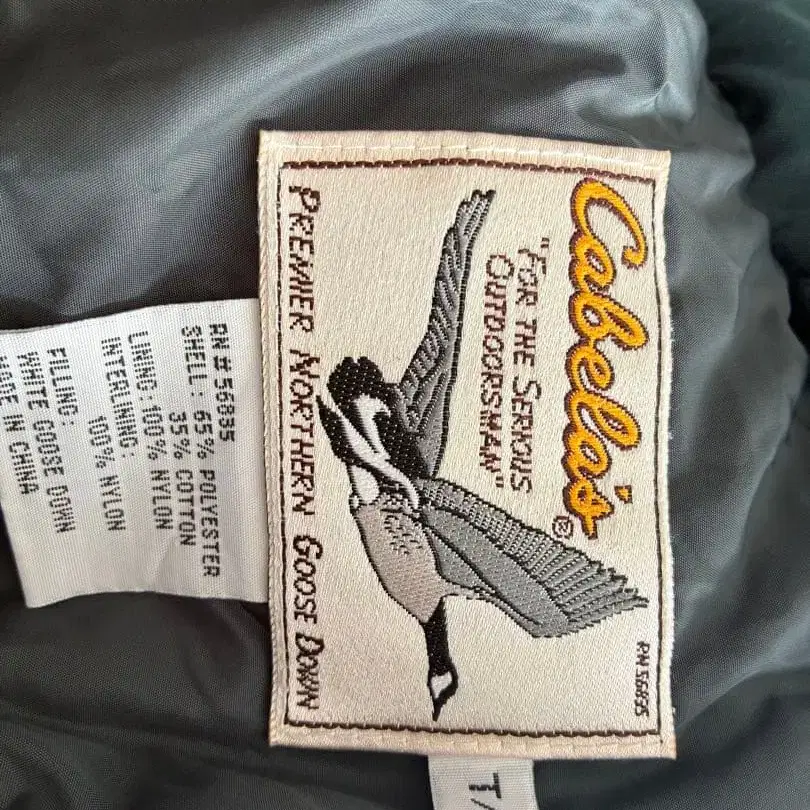 Cabela's®
"FOR THE SERIOUS
OUTDOORSMAN"
PREMIER NORTHERN GOOSE DOWN
RN 56835
RN # 56835
SHELL: 65% POLYESTER
35% COTTON
LINING: 100% NYLON
INTERLINING:
100% NYLON
FILLING:
WHITE GOOSE DOWN
MADE IN CHINA